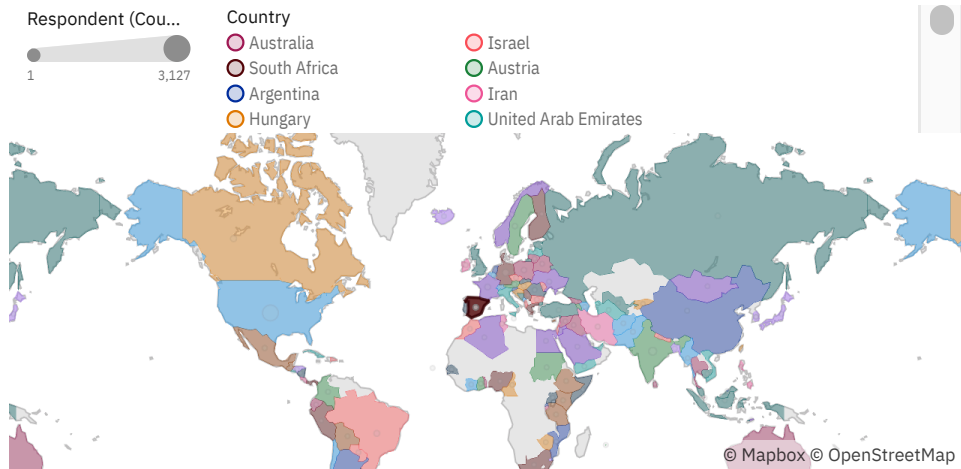 Respondent (Cou...
1
3,127
Country
Australia
South Africa
Argentina
Hungary
Israel
Austria
Iran
United Arab Emirates
© Mapbox © OpenStreetMap